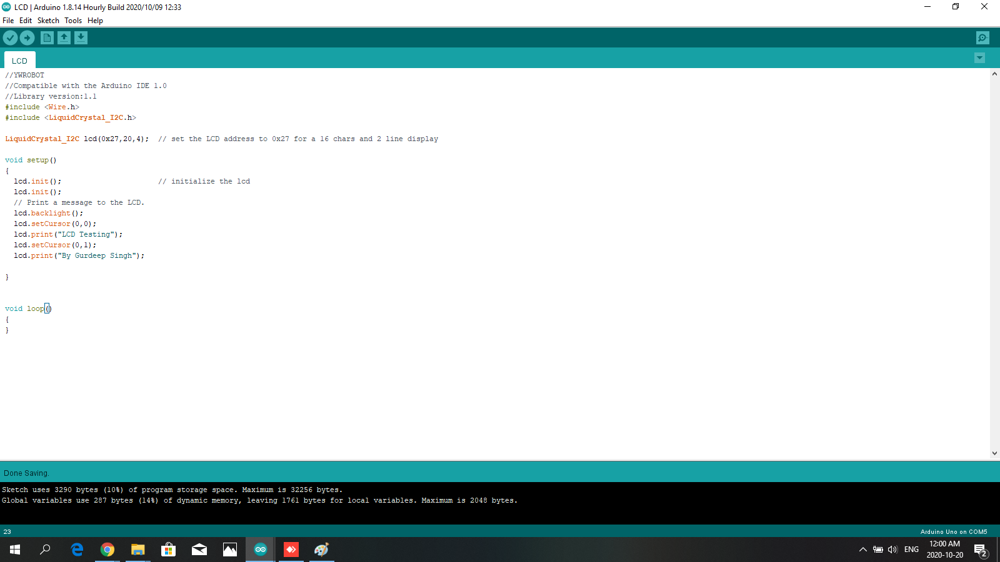 LCD | Arduino 1.8.14 Hourly Build 2020/10/09 12:33
File Edit Sketch Tools Help
LCD
//YWROBOT
//Compatible with the Arduino IDE 1.0
//Library version:1.1
#include <Wire.h>
#include <LiquidCrystal_I2C.h>
LiquidCrystal_I2C lcd(0x27,20,4);  // set the LCD address to 0x27 for a 16 chars and 2 line display
void setup()
{
  lcd.init();                      // initialize the lcd
  lcd.init();
  // Print a message to the LCD.
  lcd.backlight();
  lcd.setCursor(0,0);
  lcd.print("LCD Testing");
  lcd.setCursor(0,1);
  lcd.print("By Gurdeep Singh");
}
void loop()
{
}
Done Saving.
Sketch uses 3290 bytes (10%) of program storage space. Maximum is 32256 bytes.
Global variables use 287 bytes (14%) of dynamic memory, leaving 1761 bytes for local variables. Maximum is 2048 bytes.
23 Arduino Uno on COM5
ENG 12:00 AM
2020-10-20 2